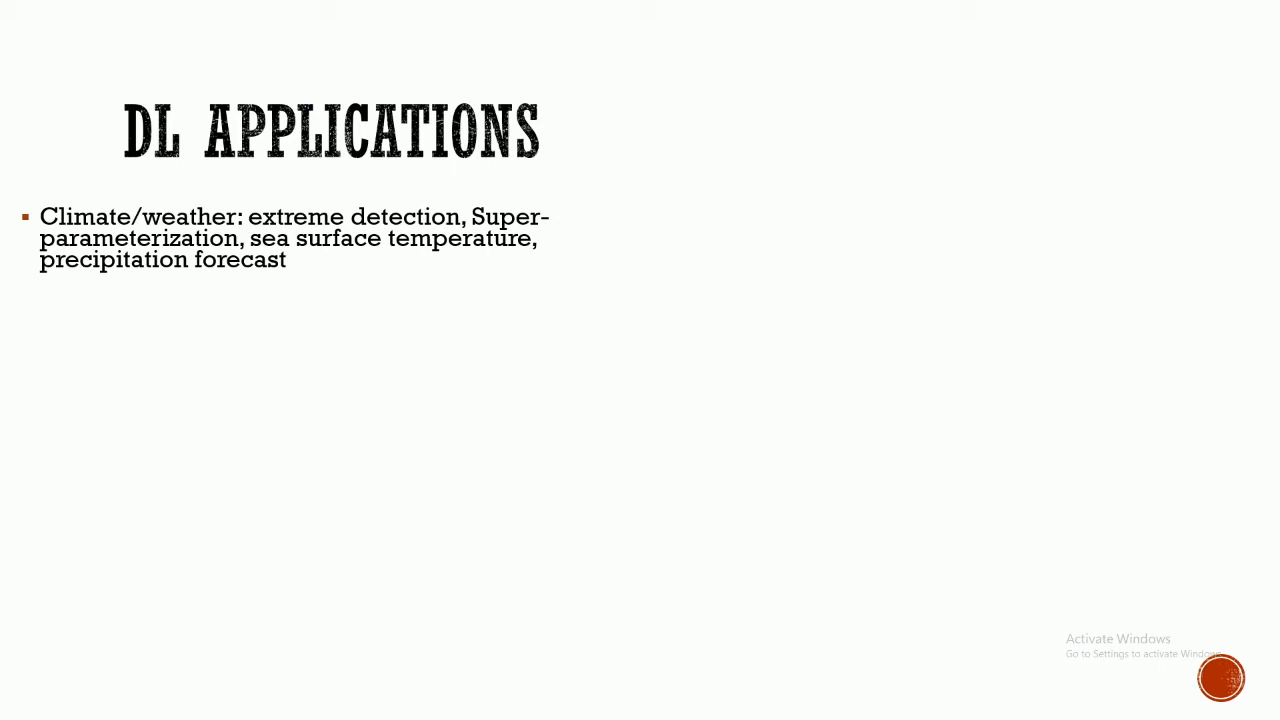 DL APPLICATIONS
Climate/weather: extreme detection, Super-
parameterization, sea surface temperature,
precipitation forecast
Activate Windows
Go to Settings to activate Windows.